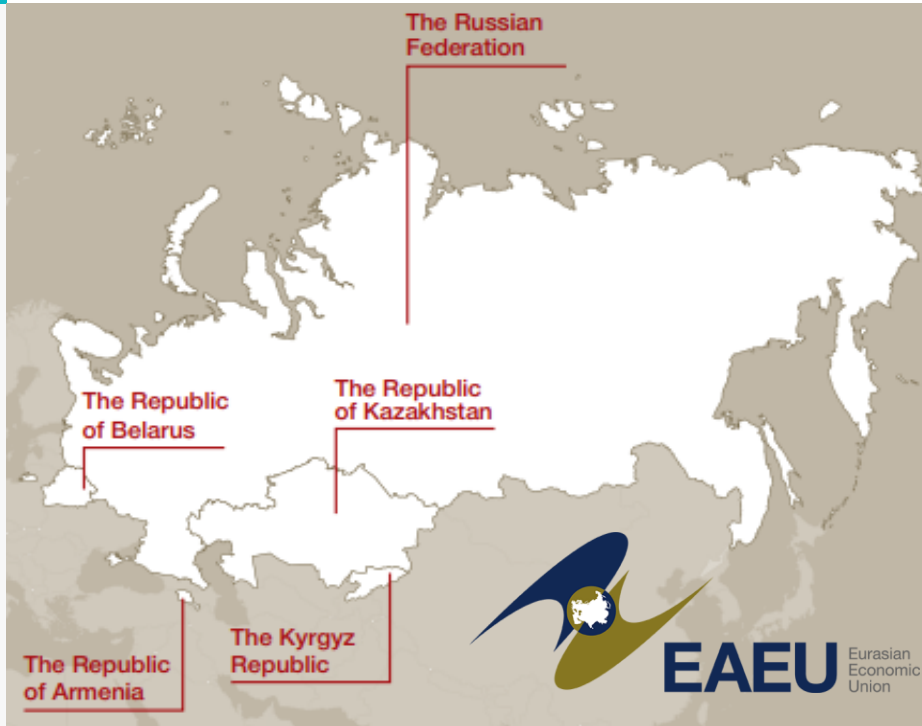 The Russian
Federation
The Republic
of Kazakhstan
The Republic
of Belarus
The Kyrgyz
Republic
The Republic
of Armenia
EAEU
Eurasian
Economic
Union